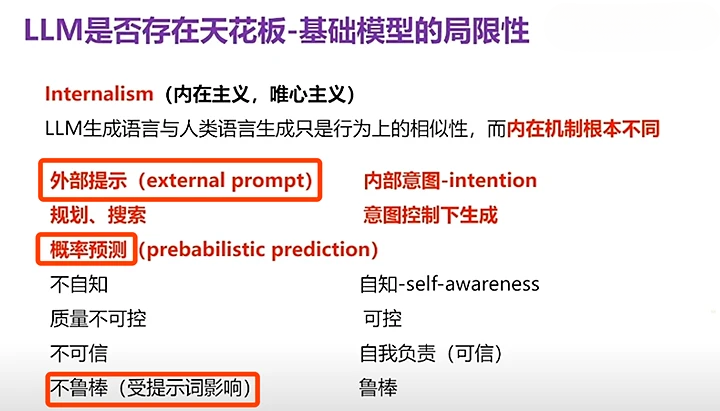 LLM是否存在天花板-基础模型的局限性
Internalism（内在主义，唯心主义）
LLM生成语言与人类语言生成只是行为上的相似性，而内在机制根本不同
外部提示（external prompt） 内部意图-intention
规划、搜索 意图控制下生成
概率预测（prebabilistic prediction）
不自知 自知-self-awareness
质量不可控 可控
不可信 自我负责（可信）
不鲁棒（受提示词影响） 鲁棒